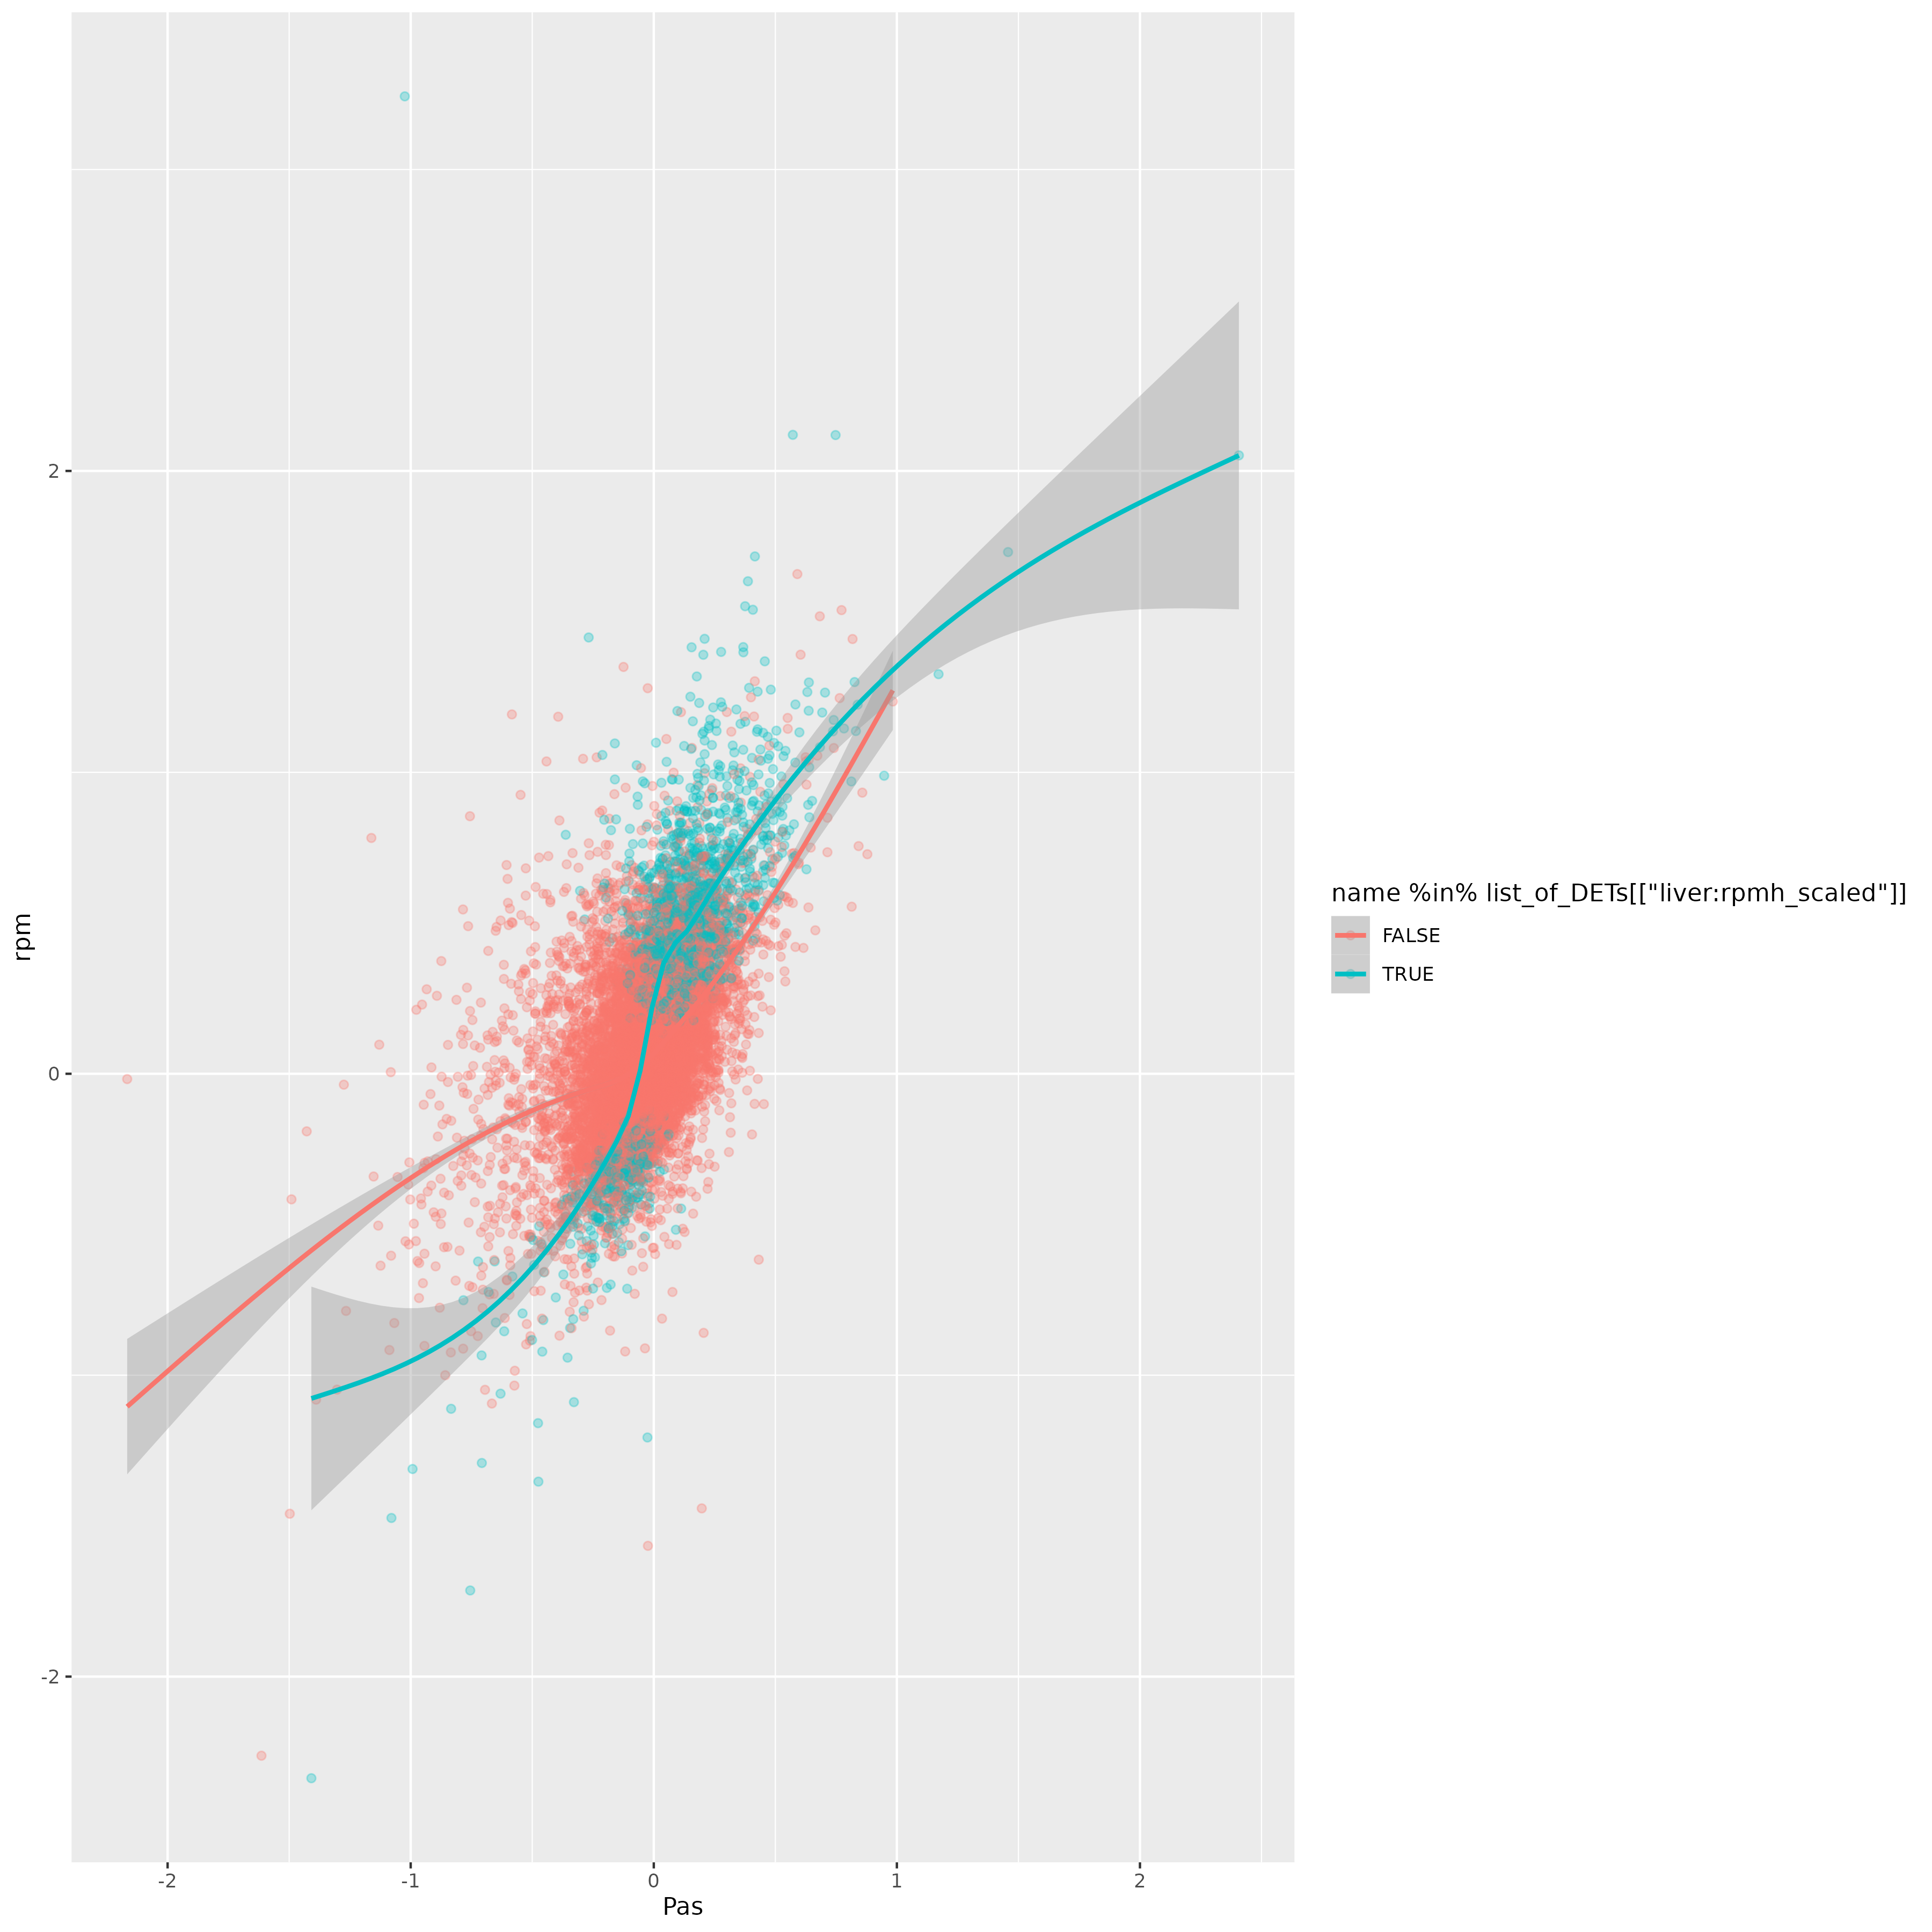 2
0
-2
rpm
-2
-1
0
1
2
Pas
name %in% list_of_DETs[["liver:rpmh_scaled"]]
FALSE
TRUE